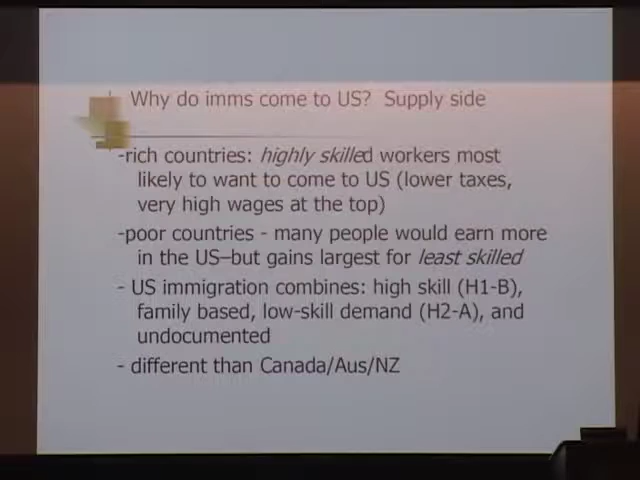 Why do imms come to US? Supply side
-rich countries: highly skilled workers most
likely to want to come to US (lower taxes,
very high wages at the top)
-poor countries - many people would earn more
in the US–but gains largest for least skilled
- US immigration combines: high skill (H1-B),
family based, low-skill demand (H2-A), and
undocumented
- different than Canada/Aus/NZ